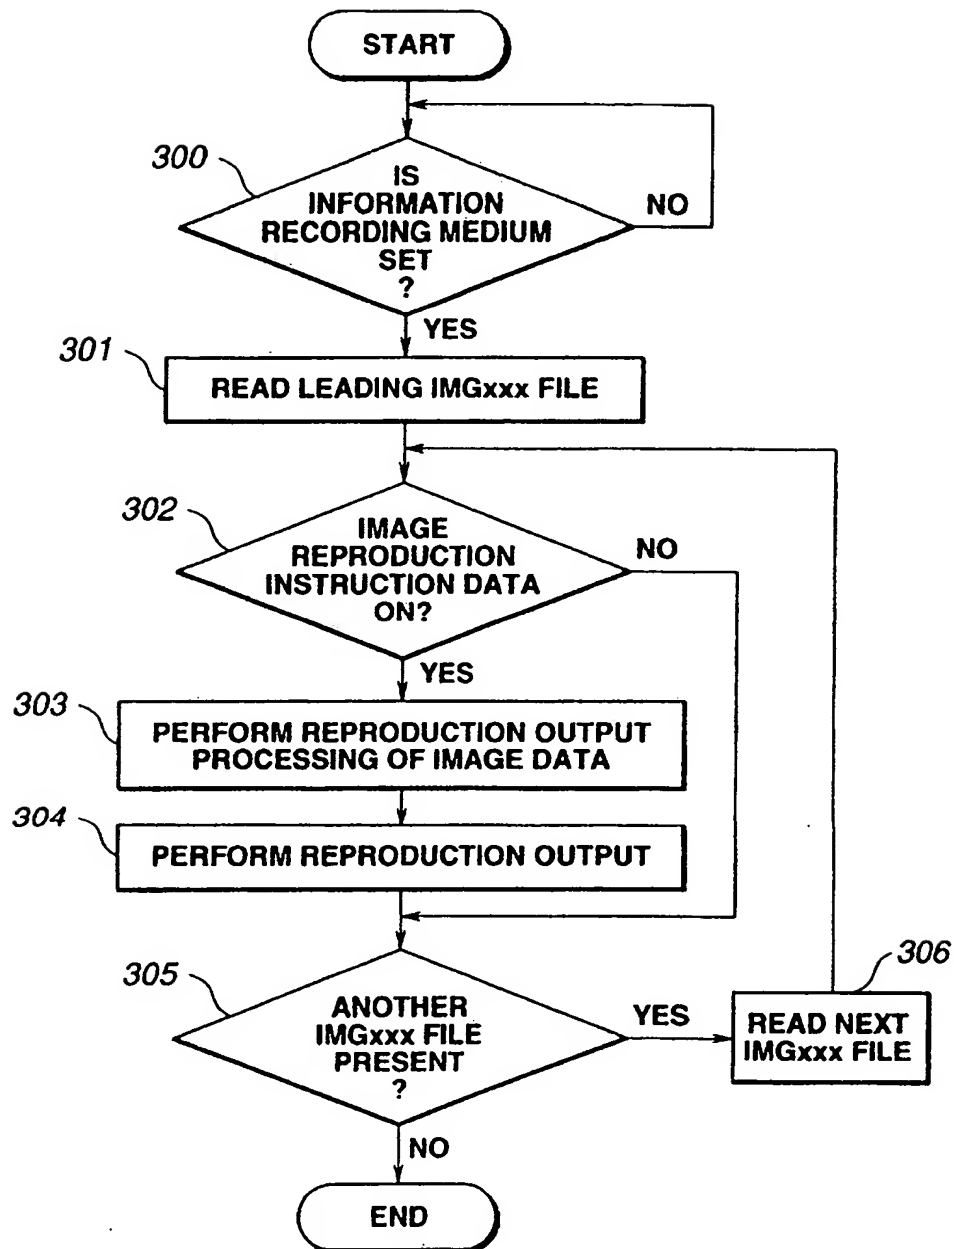 START
300
IS
INFORMATION
RECORDING MEDIUM
SET
?
NO
YES
301
READ LEADING IMGxxx FILE
302
IMAGE
REPRODUCTION
INSTRUCTION DATA
ON?
NO
YES
303
PERFORM REPRODUCTION OUTPUT
PROCESSING OF IMAGE DATA
304
PERFORM REPRODUCTION OUTPUT
305
ANOTHER
IMGxxx FILE
PRESENT
?
YES
306
READ NEXT
IMGxxx FILE
NO
END